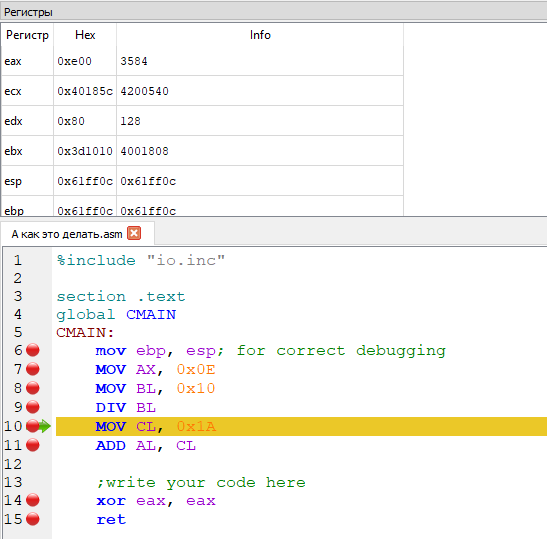 Регистры
Регистр Hex Info
eax 0xe00 3584
ecx 0x40185c 4200540
edx 0x80 128
ebx 0x3d1010 4001808
esp 0x61ff0c 0x61ff0c
ebp 0x61ff0c 0x61ff0c
А как это делать.asm
1 %include "io.inc"
2
3 section .text
4 global CMAIN
5 CMAIN:
6 mov ebp, esp; for correct debugging
7 MOV AX, 0x0E
8 MOV BL, 0x10
9 DIV BL
10 MOV CL, 0x1A
11 ADD AL, CL
12
13 ;write your code here
14 xor eax, eax
15 ret